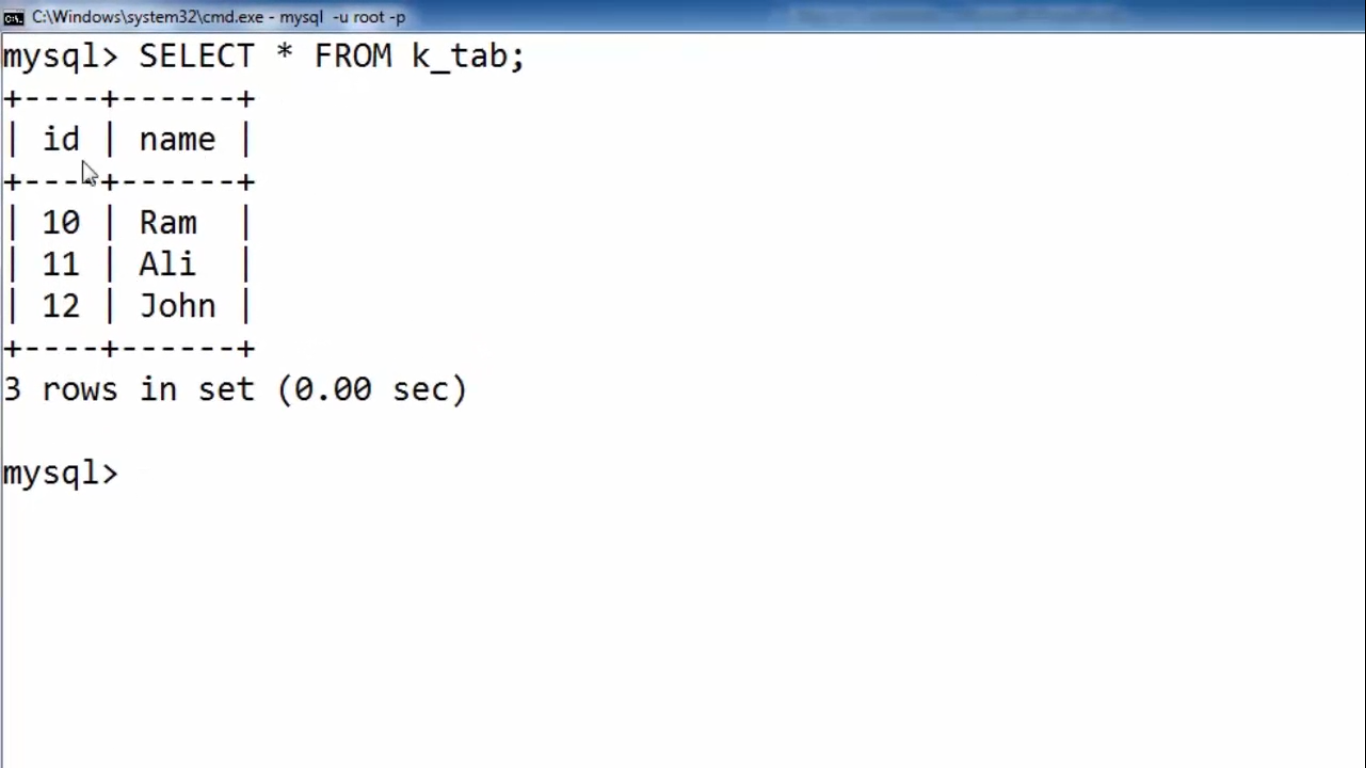 C:\Windows\system32\cmd.exe - mysql  -u root -p
mysql> SELECT * FROM k_tab;
+----+------+
| id | name |
+----+------+
| 10 | Ram  |
| 11 | Ali  |
| 12 | John |
+----+------+
3 rows in set (0.00 sec)
mysql>